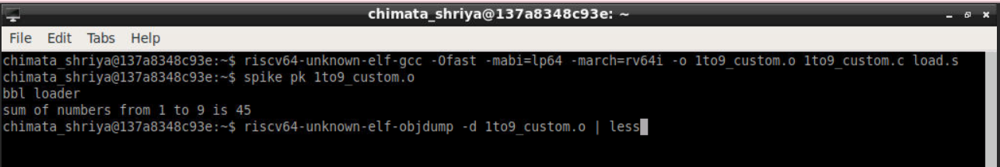 chimata_shriya@137a8348c93e: ~
File Edit Tabs Help
chimata_shriya@137a8348c93e:~$ riscv64-unknown-elf-gcc -Ofast -mabi=lp64 -march=rv64i -o 1to9_custom.o 1to9_custom.c load.s
chimata_shriya@137a8348c93e:~$ spike pk 1to9_custom.o
bbl loader
sum of numbers from 1 to 9 is 45
chimata_shriya@137a8348c93e:~$ riscv64-unknown-elf-objdump -d 1to9_custom.o | less